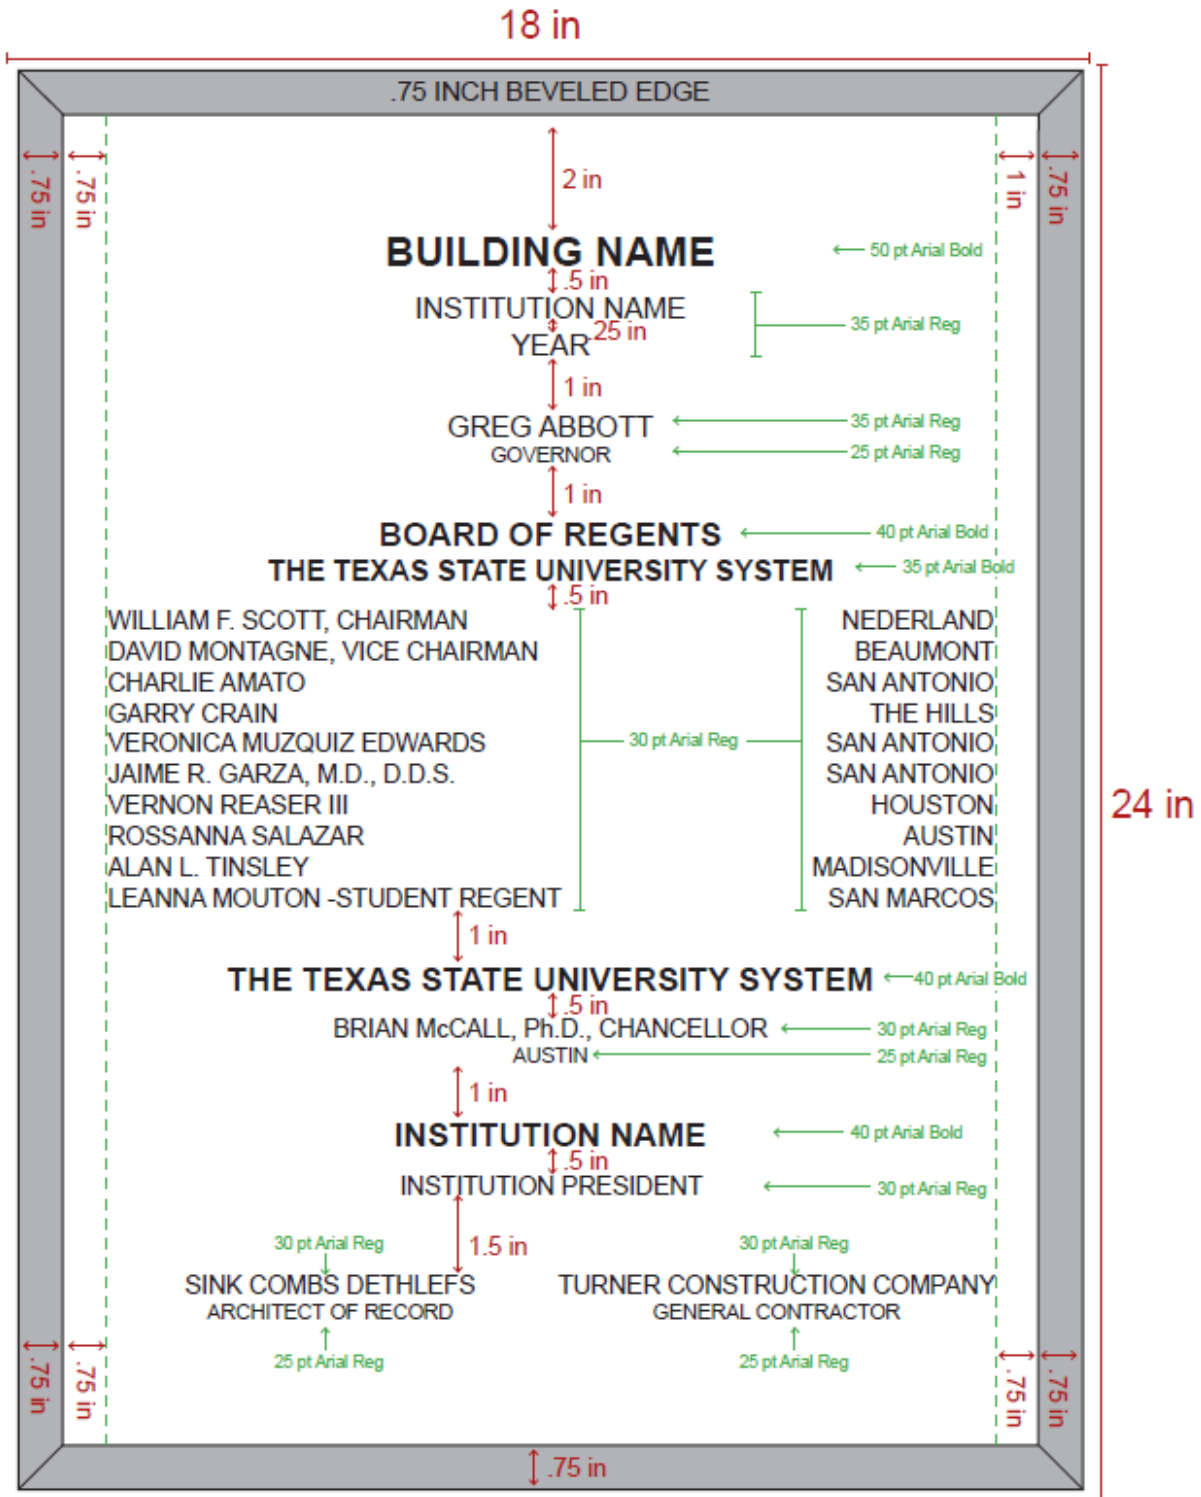 18 in
.75 INCH BEVELED EDGE
.75 in
.75 in
2 in
1 in
.75 in
BUILDING NAME
50 pt Arial Bold
.5 in
INSTITUTION NAME
35 pt Arial Reg
.25 in
YEAR
1 in
GREG ABBOTT
35 pt Arial Reg
GOVERNOR
25 pt Arial Reg
1 in
BOARD OF REGENTS
40 pt Arial Bold
THE TEXAS STATE UNIVERSITY SYSTEM
35 pt Arial Bold
.5 in
WILLIAM F. SCOTT, CHAIRMAN NEDERLAND
DAVID MONTAGNE, VICE CHAIRMAN BEAUMONT
CHARLIE AMATO SAN ANTONIO
GARRY CRAIN THE HILLS
VERONICA MUZQUIZ EDWARDS SAN ANTONIO
30 pt Arial Reg
JAIME R. GARZA, M.D., D.D.S. SAN ANTONIO
VERNON REASER III HOUSTON
24 in
ROSSANNA SALAZAR AUSTIN
ALAN L. TINSLEY MADISONVILLE
LEANNA MOUTON -STUDENT REGENT SAN MARCOS
1 in
THE TEXAS STATE UNIVERSITY SYSTEM
40 pt Arial Bold
.5 in
BRIAN McCALL, Ph.D., CHANCELLOR
30 pt Arial Reg
AUSTIN
25 pt Arial Reg
1 in
INSTITUTION NAME
40 pt Arial Bold
.5 in
INSTITUTION PRESIDENT
30 pt Arial Reg
1.5 in
30 pt Arial Reg
30 pt Arial Reg
SINK COMBS DETHLEFS
TURNER CONSTRUCTION COMPANY
ARCHITECT OF RECORD
GENERAL CONTRACTOR
25 pt Arial Reg
25 pt Arial Reg
.75 in
.75 in
.75 in
.75 in
.75 in